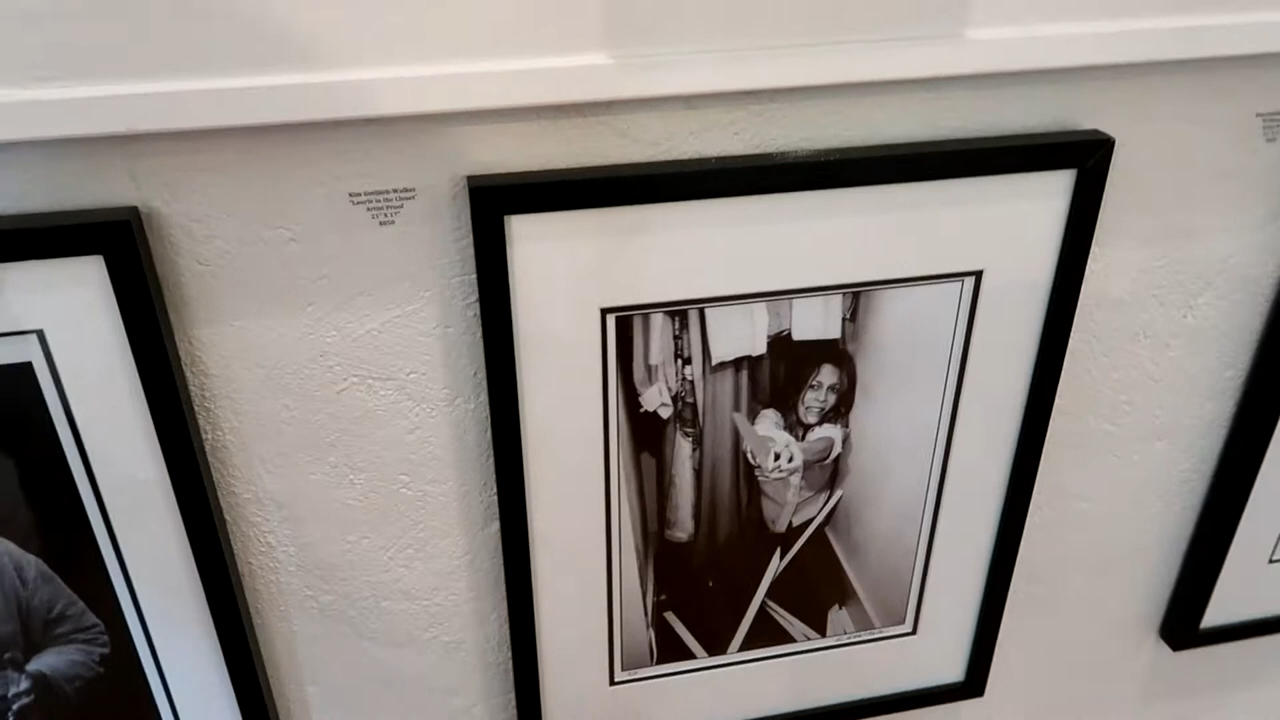 Kim Gottlieb-Walker
"Laurie in the Closet"
Artist Proof
21" X 17"
$850